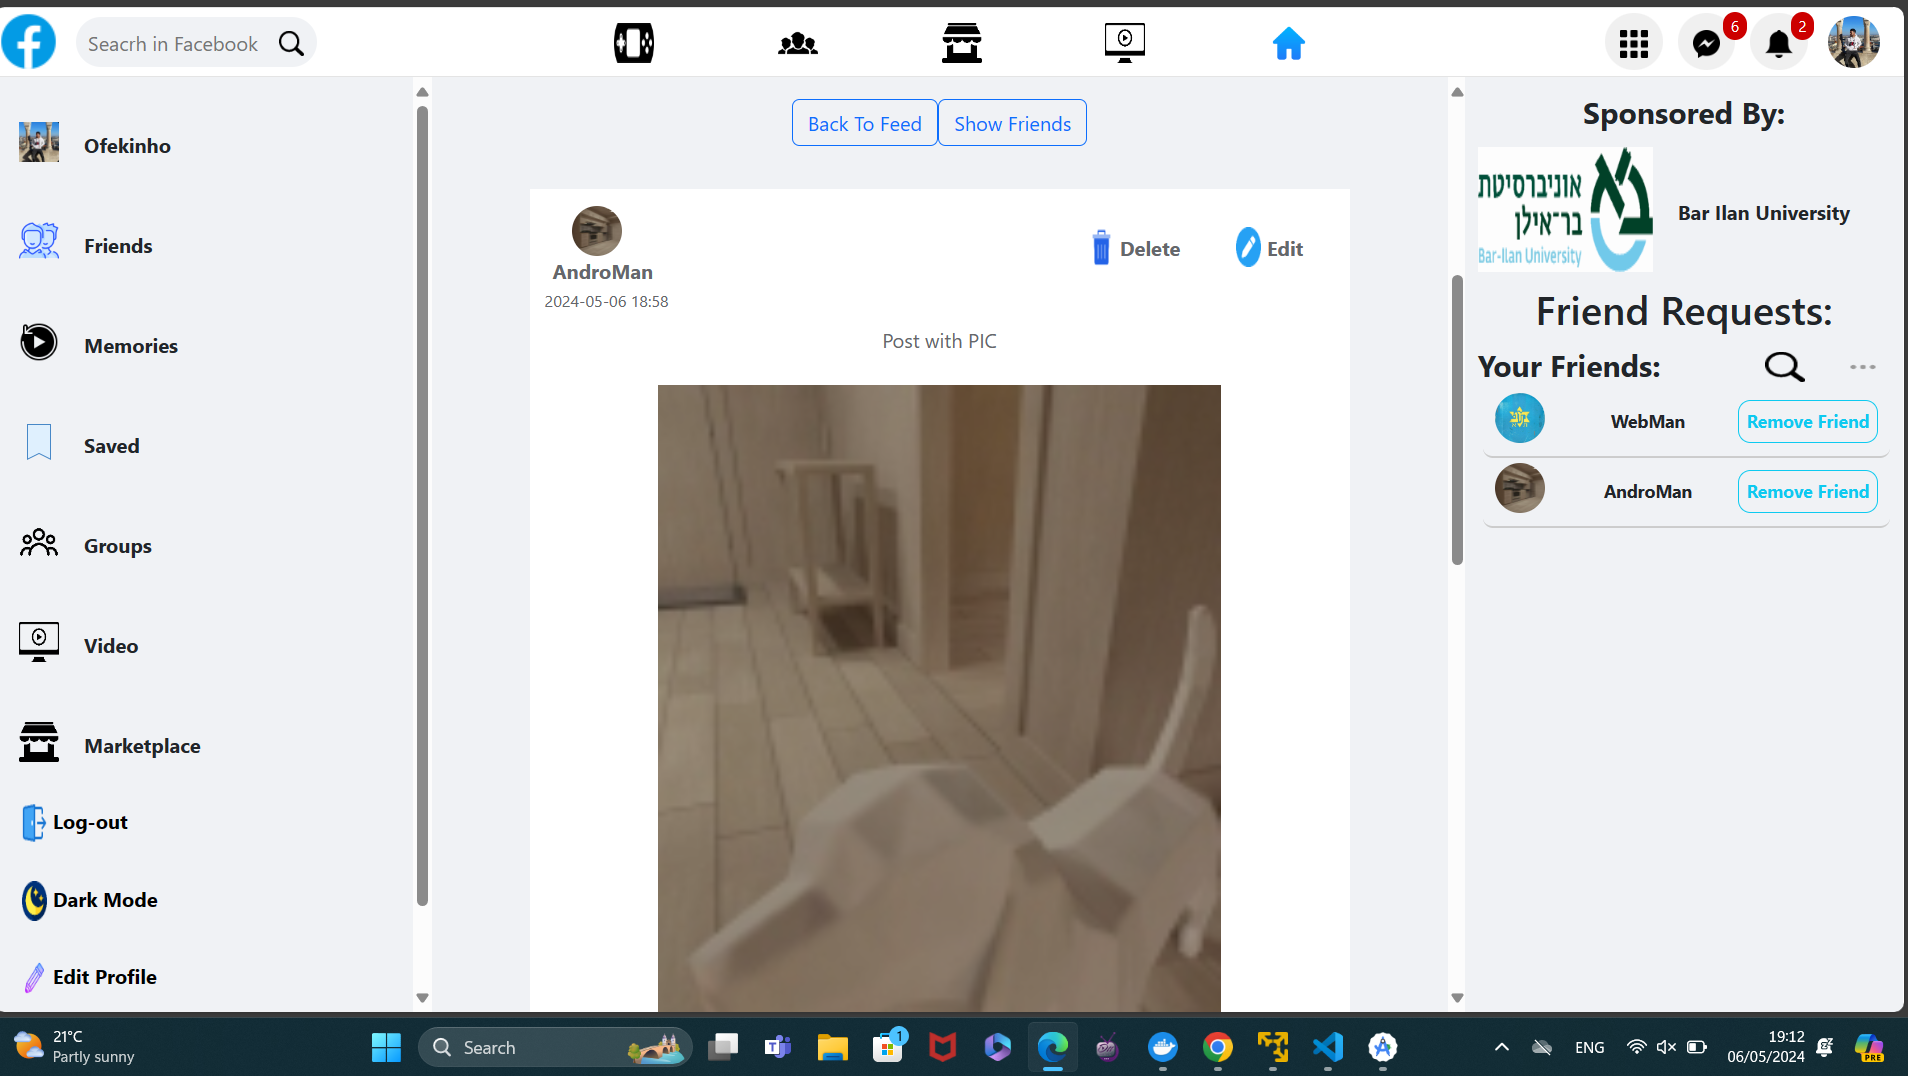 Seacrh in Facebook
6
2
Ofekinho
Friends
Memories
Saved
Groups
Video
Marketplace
Log-out
Dark Mode
Edit Profile
Back To Feed
Show Friends
AndroMan
2024-05-06 18:58
Delete
Edit
Post with PIC
Sponsored By:
אוניברסיטת
בר־אילן
Bar-Ilan University
Bar Ilan University
Friend Requests:
Your Friends:
WebMan
Remove Friend
AndroMan
Remove Friend
21°C
Partly sunny
Search
1
ENG
19:12
06/05/2024
PRE